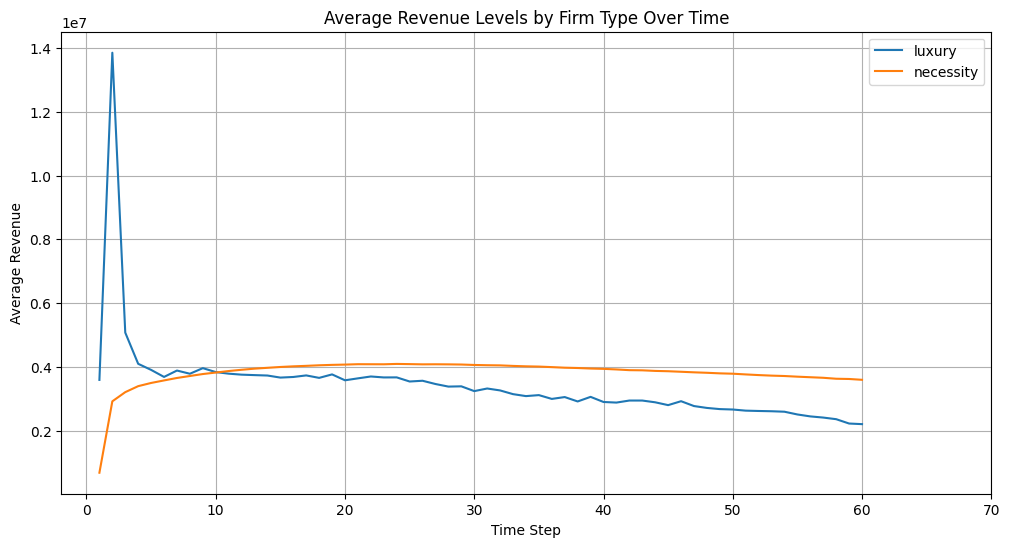 Average Revenue Levels by Firm Type Over Time
1e7
1.4
1.2
1.0
0.8
0.6
0.4
0.2
Average Revenue
luxury
necessity
0 10 20 30 40 50 60 70
Time Step